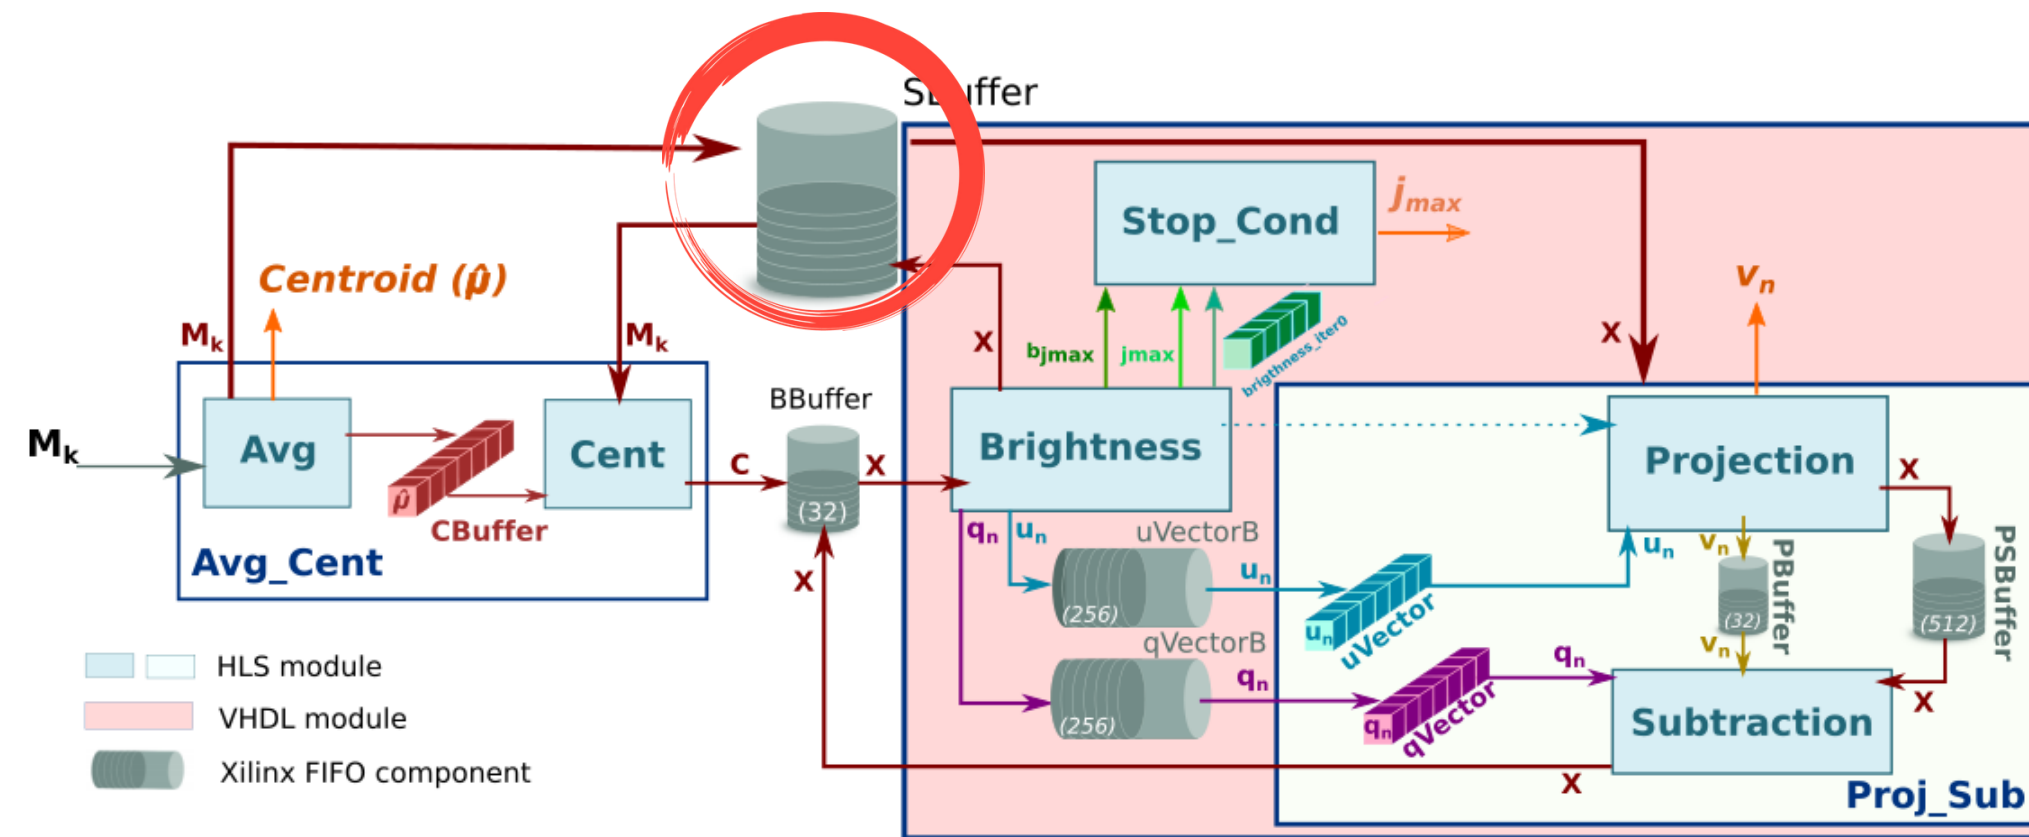 SBuffer
Stop_Cond
jmax
Centroid (μ̂)
vn
Mk
Mk
X
bjmax
jmax
brigthness_iter0
X
BBuffer
Mk
Avg
μ̂
CBuffer
Cent
Avg_Cent
C
(32)
X
Brightness
Projection
X
qn
un
uVectorB
(256)
un
un
uVector
un
vn
PBuffer
(32)
vn
PSBuffer
(512)
X
X
qVectorB
(256)
qn
qn
qVector
qn
Subtraction
X
Proj_Sub
HLS module
VHDL module
Xilinx FIFO component